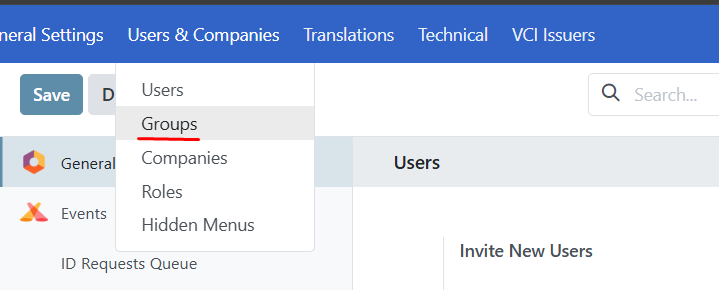 neral Settings Users & Companies Translations Technical VCI Issuers
Save D Search...
Users
Groups
Companies
Roles
Hidden Menus
General
Events
ID Requests Queue
Users
Invite New Users